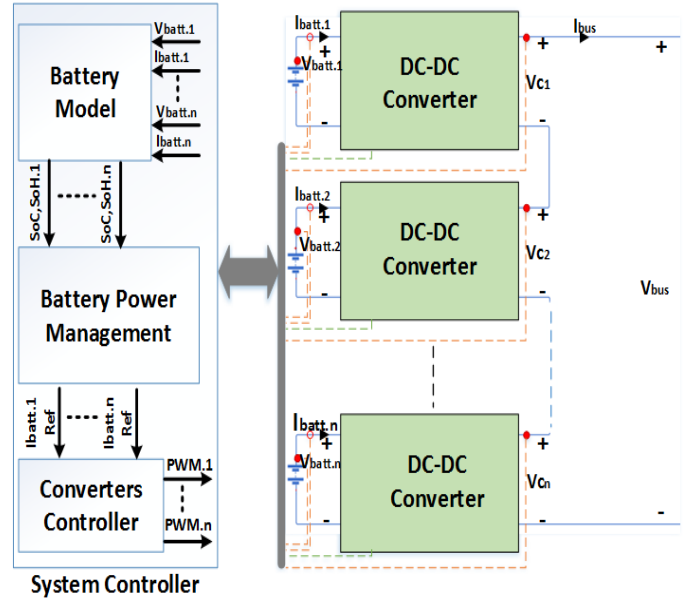 Vbatt.1
Ibatt.1
Battery
Model
Vbatt.n
Ibatt.n
SoC,SoH.1
SoC,SoH.n
Battery Power
Management
Ibatt.1
Ref
Ibatt.n
Ref
Converters
Controller
PWM.1
PWM.n
System Controller
Ibatt.1
+
Vbatt.1
-
DC-DC
Converter
+
Vc1
-
Ibus
+
Ibatt.2
+
Vbatt.2
-
DC-DC
Converter
+
Vc2
-
Vbus
Ibatt.n
+
Vbatt.n
-
DC-DC
Converter
+
Vcn
-
-